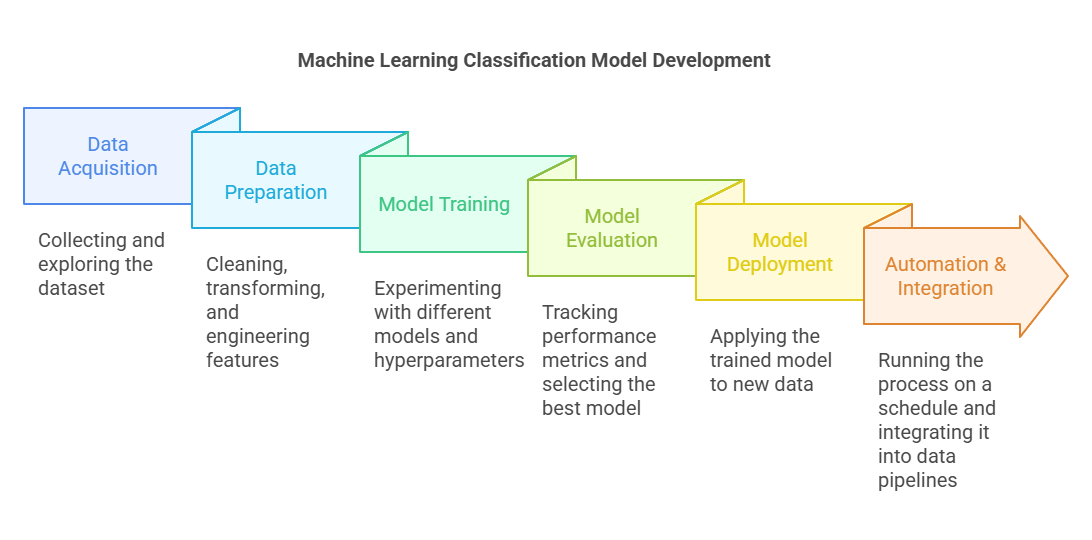 Machine Learning Classification Model Development
Data
Acquisition
Collecting and
exploring the
dataset
Data
Preparation
Cleaning,
transforming,
and
engineering
features
Model Training
Experimenting
with different
models and
hyperparameters
Model
Evaluation
Tracking
performance
metrics and
selecting the
best model
Model
Deployment
Applying the
trained model
to new data
Automation &
Integration
Running the
process on a
schedule and
integrating it
into data
pipelines